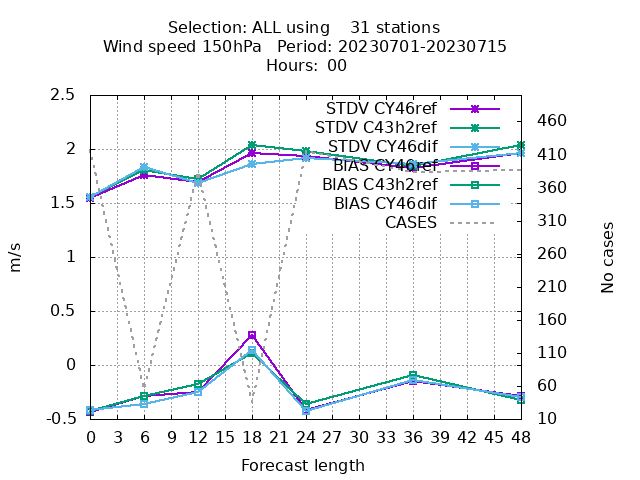 Selection: ALL using    31 stations
Wind speed 150hPa   Period: 20230701-20230715
Hours: 00
STDV CY46ref
STDV C43h2ref
STDV CY46dif
BIAS CY46ref
BIAS C43h2ref
BIAS CY46dif
CASES
2.5
2
1.5
1
0.5
0
-0.5
m/s
460
410
360
310
260
210
160
110
60
10
No cases
0 3 6 9 12 15 18 21 24 27 30 33 36 39 42 45 48
Forecast length